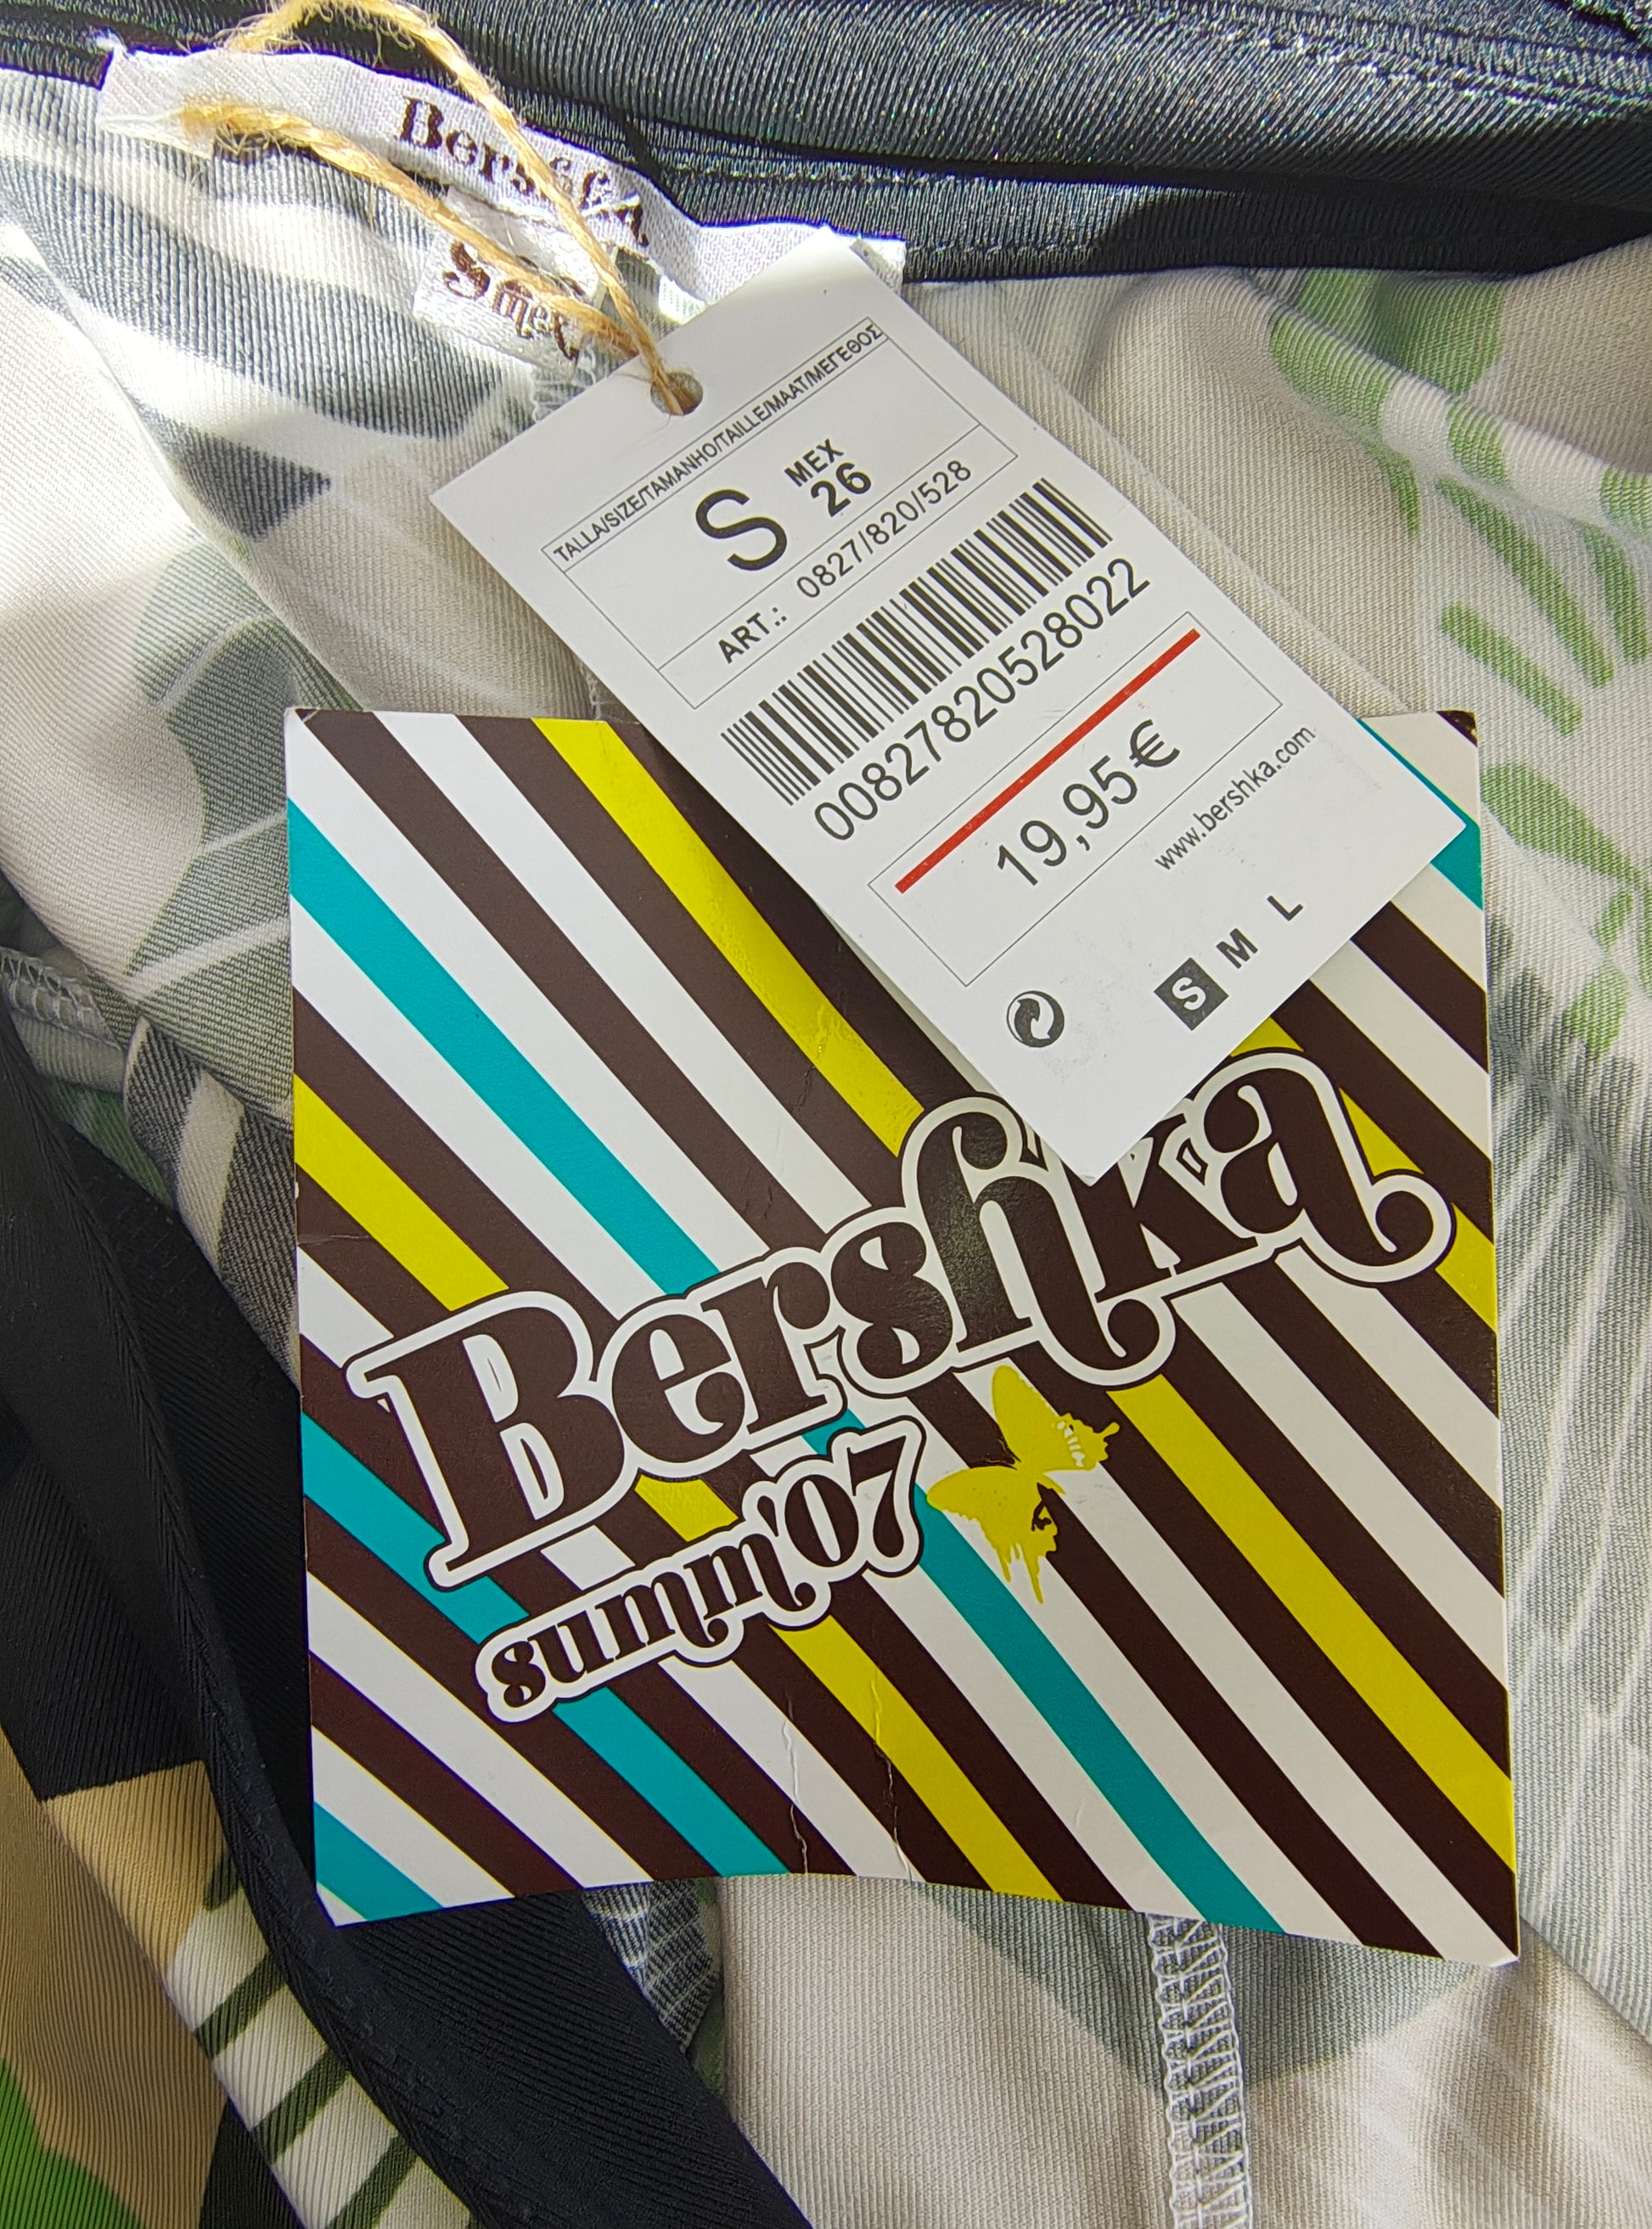 Bershka
S mex
TALLA/SIZE/TAMANHO/TAILLE/MAAT/ΜΕΓΕΘΟΣ
S MEX 26
ART.: 0827/820/528
00827820528022
19,95€
www.bershka.com
S M L
Bershka
summ'07